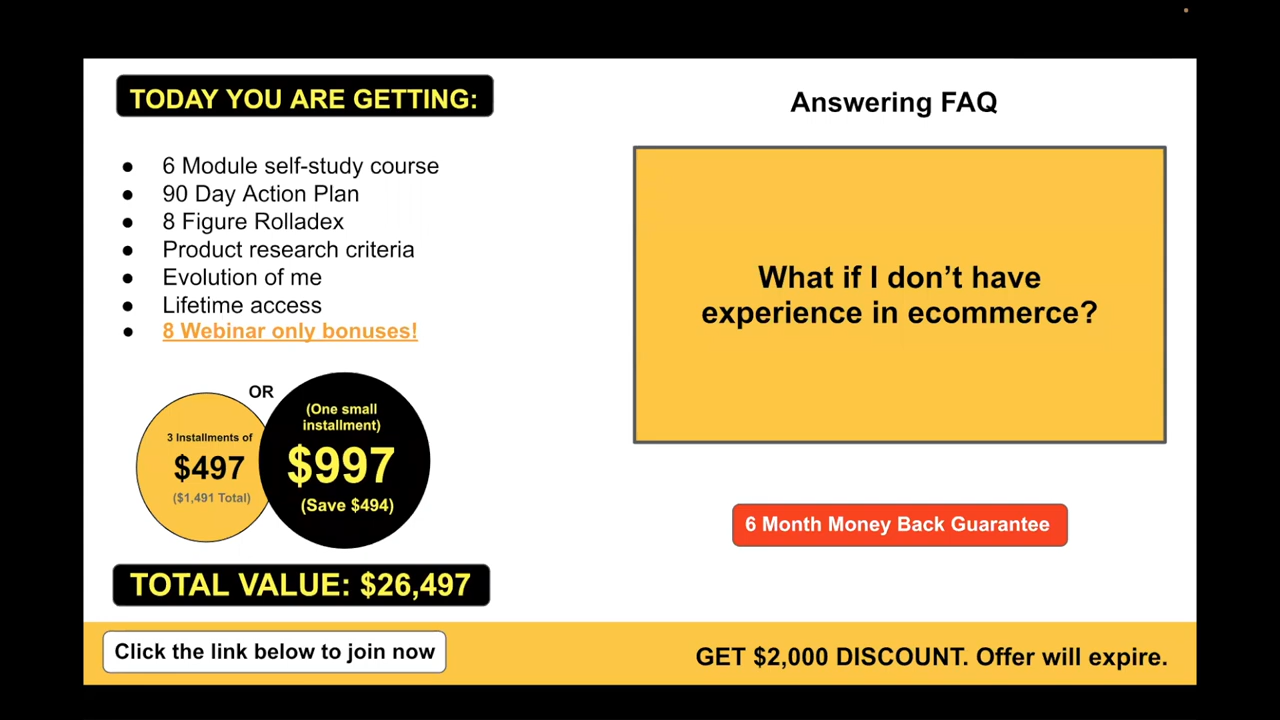 TODAY YOU ARE GETTING:
● 6 Module self-study course
● 90 Day Action Plan
● 8 Figure Rolladex
● Product research criteria
● Evolution of me
● Lifetime access
● 8 Webinar only bonuses!
OR
3 Installments of
$497
($1,491 Total)
(One small
installment)
$997
(Save $494)
TOTAL VALUE: $26,497
Click the link below to join now
Answering FAQ
What if I don’t have
experience in ecommerce?
6 Month Money Back Guarantee
GET $2,000 DISCOUNT. Offer will expire.